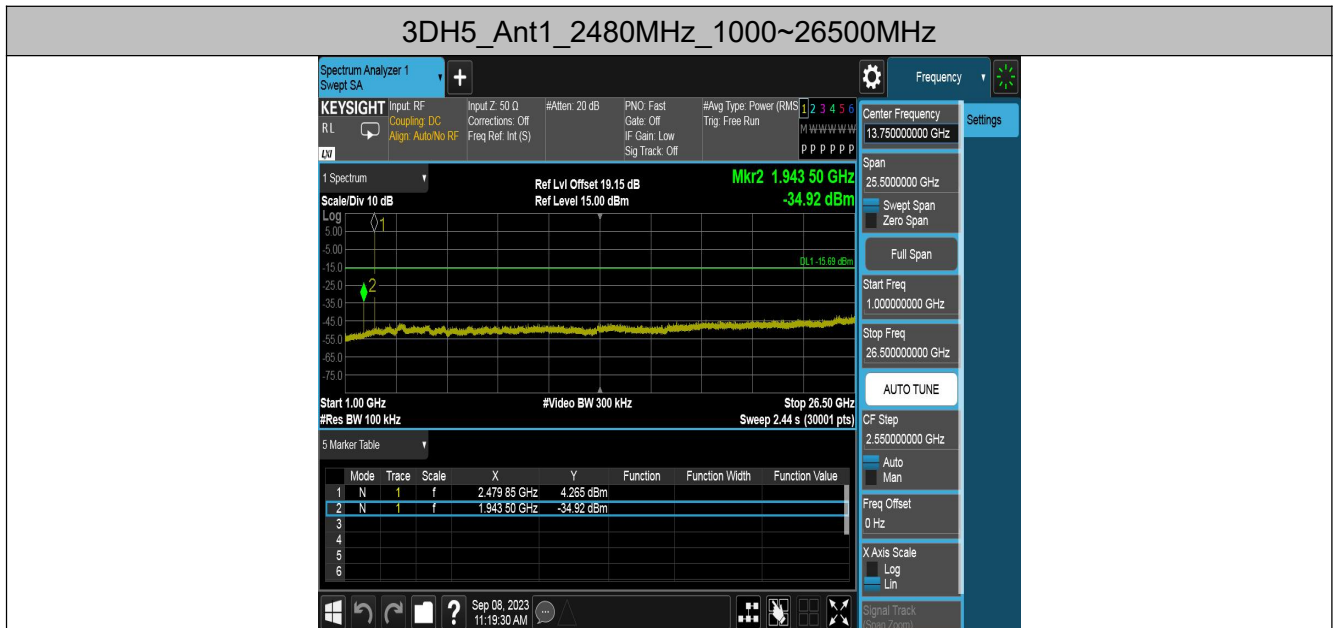 3DH5_Ant1_2480MHz_1000~26500MHz
Spectrum Analyzer 1
Swept SA
+
Frequency
KEYSIGHT
RL
LXI
Input: RF
Coupling: DC
Align: Auto/No RF
Input Z: 50 Ω
Corrections: Off
Freq Ref: Int (S)
#Atten: 20 dB
PNO: Fast
Gate: Off
IF Gain: Low
Sig Track: Off
#Avg Type: Power (RMS
Trig: Free Run
1 2 3 4 5 6
M W W W W W
P P P P P P
1 Spectrum
Scale/Div 10 dB
Ref Lvl Offset 19.15 dB
Ref Level 15.00 dBm
Mkr2 1.943 50 GHz
-34.92 dBm
Log
5.00
-5.00
-15.0
-25.0
-35.0
-45.0
-55.0
-65.0
-75.0
1
2
DL1 -15.69 dBm
Start 1.00 GHz
#Video BW 300 kHz
Stop 26.50 GHz
#Res BW 100 kHz
Sweep 2.44 s (30001 pts)
5 Marker Table
Mode Trace Scale X Y Function Function Width Function Value
1 N 1 f 2.479 85 GHz 4.265 dBm
2 N 1 f 1.943 50 GHz -34.92 dBm
3
4
5
6
?
Sep 08, 2023
11:19:30 AM
Center Frequency
13.750000000 GHz
Settings
Span
25.5000000 GHz
Swept Span
Zero Span
Full Span
Start Freq
1.000000000 GHz
Stop Freq
26.500000000 GHz
AUTO TUNE
CF Step
2.550000000 GHz
Auto
Man
Freq Offset
0 Hz
X Axis Scale
Log
Lin
Signal Track
(Span Zoom)